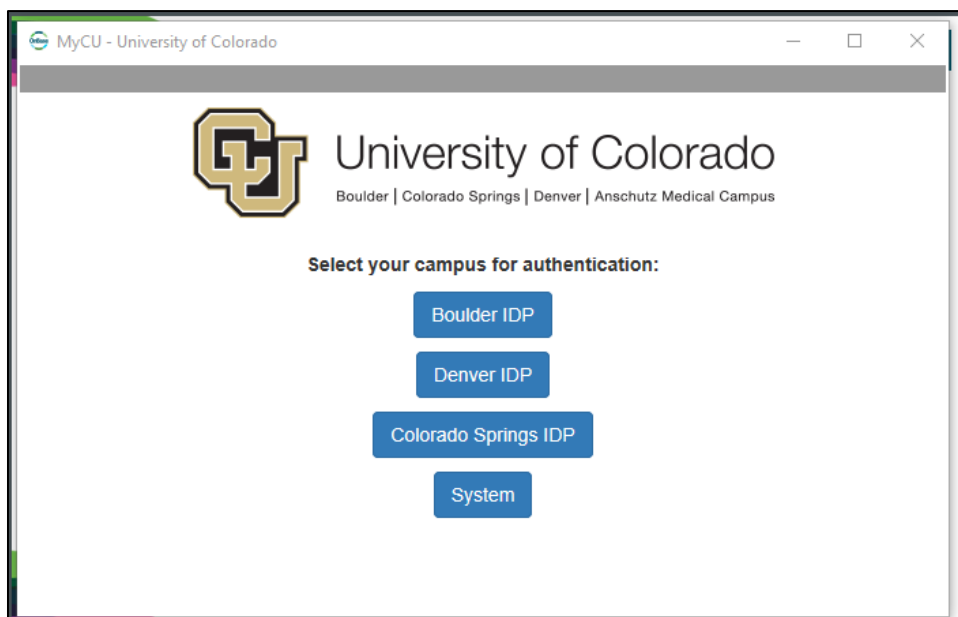 MyCU - University of Colorado
CU
University of Colorado
Boulder | Colorado Springs | Denver | Anschutz Medical Campus
Select your campus for authentication:
Boulder IDP
Denver IDP
Colorado Springs IDP
System